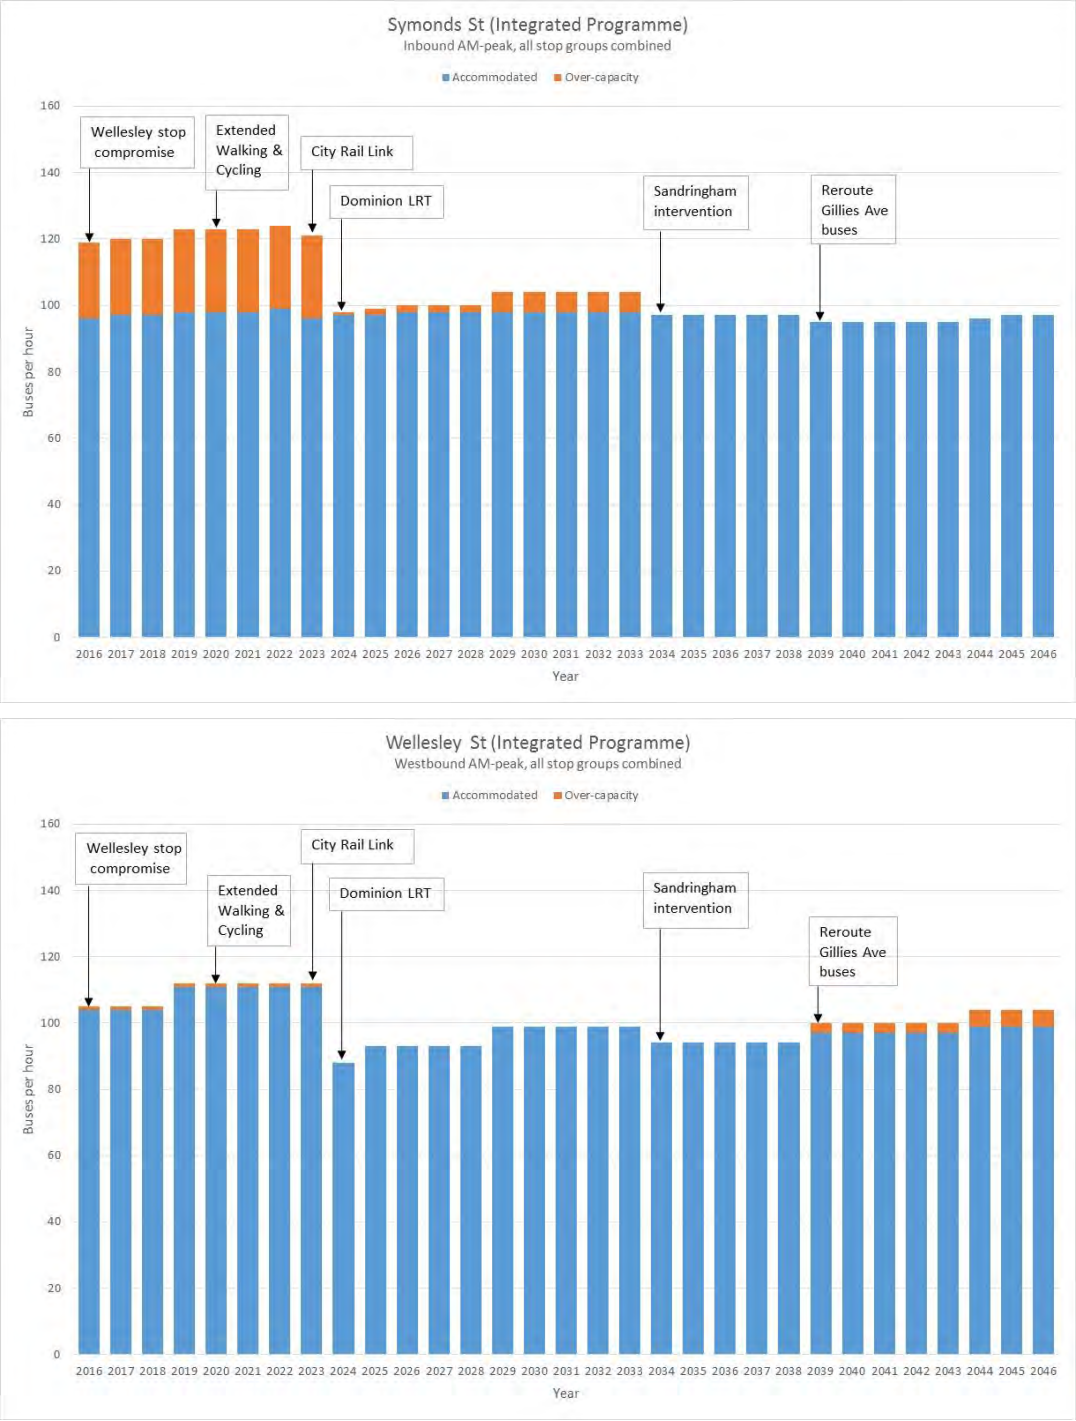 Symonds St (Integrated Programme)
Inbound AM-peak, all stop groups combined
Accommodated Over-capacity
160
140
120
100
80
60
40
20
0
Buses per hour
Wellesley stop
compromise
Extended
Walking &
Cycling
City Rail Link
Dominion LRT
Sandringham
intervention
Reroute
Gillies Ave
buses
2016 2017 2018 2019 2020 2021 2022 2023 2024 2025 2026 2027 2028 2029 2030 2031 2032 2033 2034 2035 2036 2037 2038 2039 2040 2041 2042 2043 2044 2045 2046
Year
Wellesley St (Integrated Programme)
Westbound AM-peak, all stop groups combined
Accommodated Over-capacity
160
140
120
100
80
60
40
20
0
Buses per hour
Wellesley stop
compromise
Extended
Walking &
Cycling
City Rail Link
Dominion LRT
Sandringham
intervention
Reroute
Gillies Ave
buses
2016 2017 2018 2019 2020 2021 2022 2023 2024 2025 2026 2027 2028 2029 2030 2031 2032 2033 2034 2035 2036 2037 2038 2039 2040 2041 2042 2043 2044 2045 2046
Year